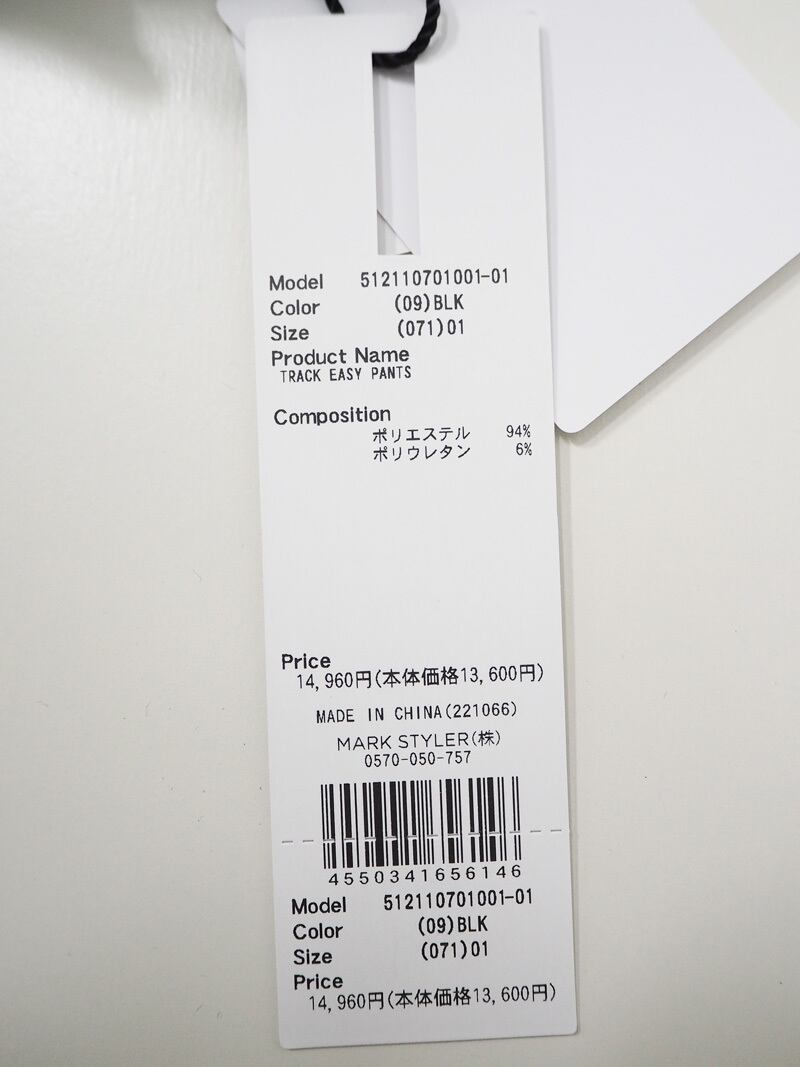 Model 512110701001-01
Color (09)BLK
Size (071)01
Product Name
TRACK EASY PANTS
Composition
ポリエステル 94%
ポリウレタン 6%
Price
14,960円(本体価格13,600円)
MADE IN CHINA(221066)
MARK STYLER(株)
0570-050-757
4550341656146
Model 512110701001-01
Color (09)BLK
Size (071)01
Price
14,960円(本体価格13,600円)